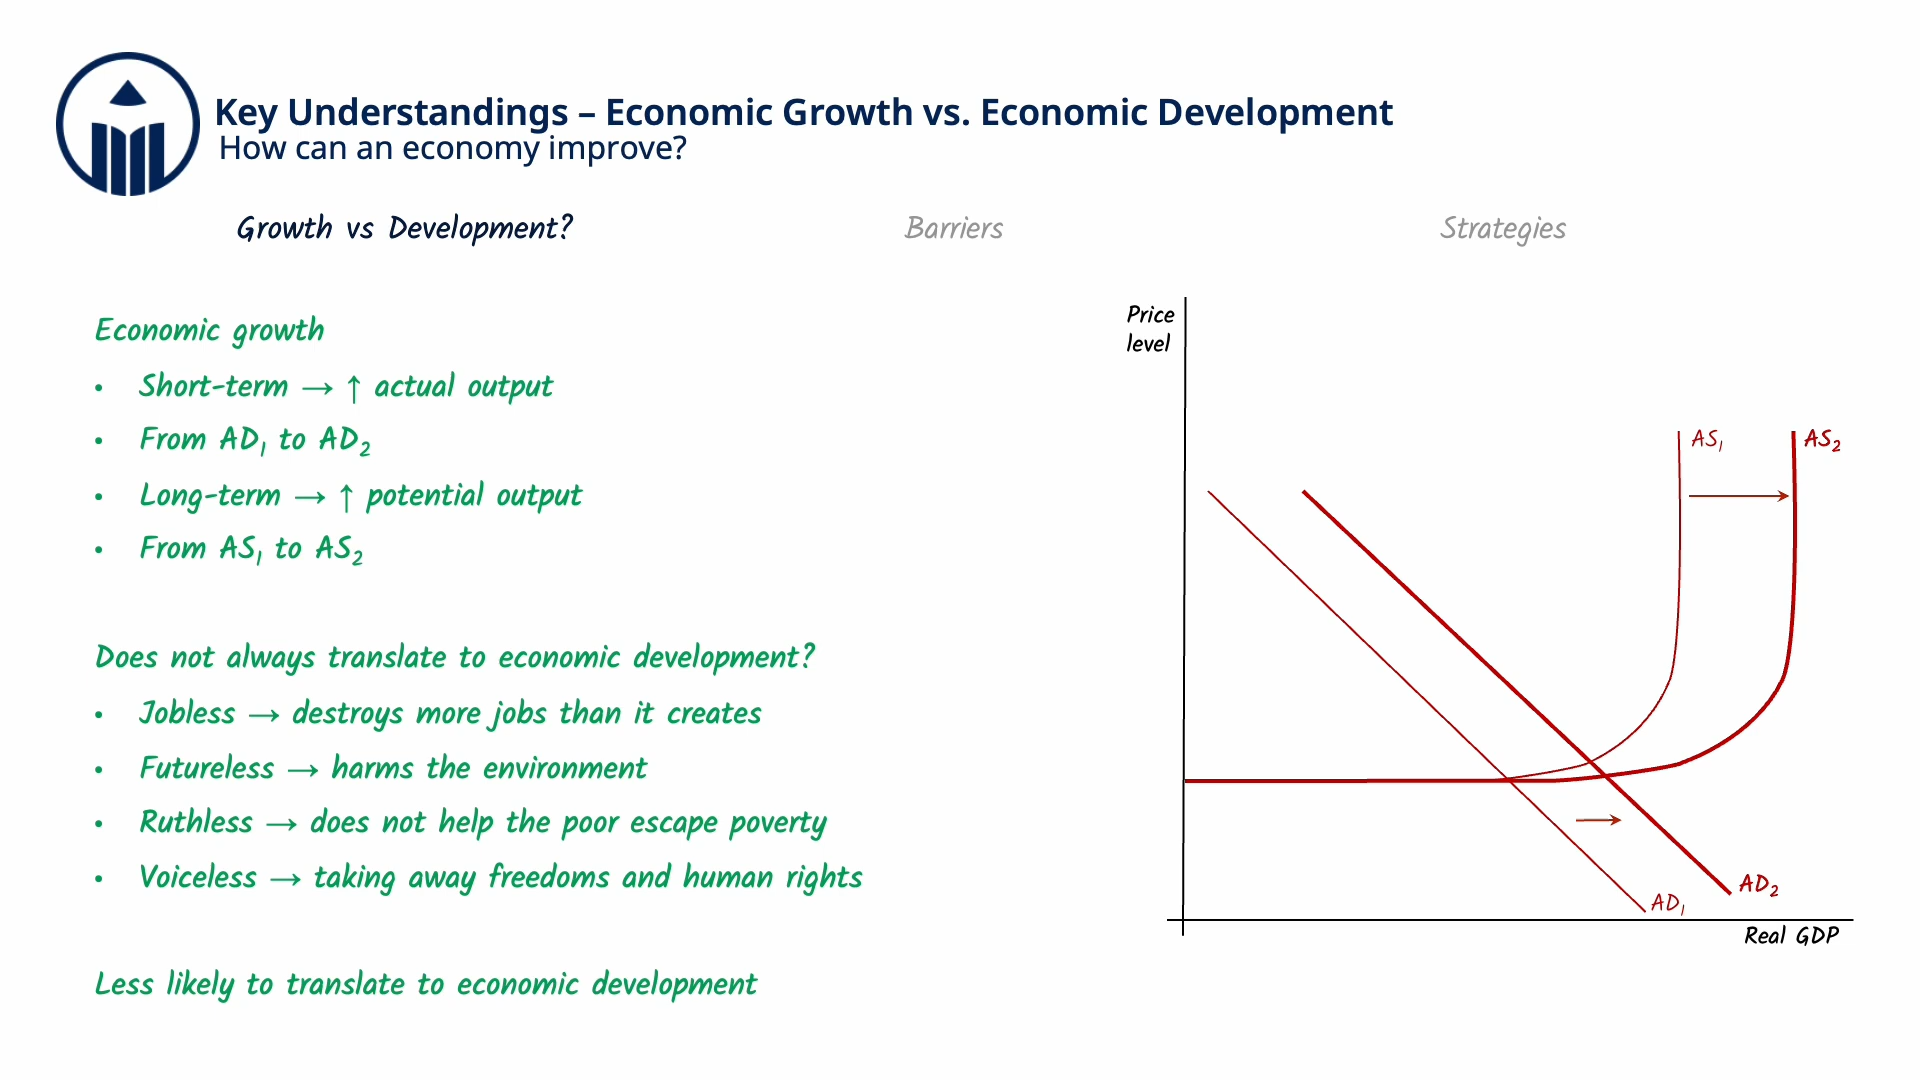 Key Understandings – Economic Growth vs. Economic Development
How can an economy improve?
Growth vs Development?
Barriers
Strategies
Economic growth
• Short-term → ↑ actual output
• From AD₁ to AD₂
• Long-term → ↑ potential output
• From AS₁ to AS₂
Does not always translate to economic development?
• Jobless → destroys more jobs than it creates
• Futureless → harms the environment
• Ruthless → does not help the poor escape poverty
• Voiceless → taking away freedoms and human rights
Less likely to translate to economic development
Price
level
AS₁
AS₂
AD₂
AD₁
Real GDP